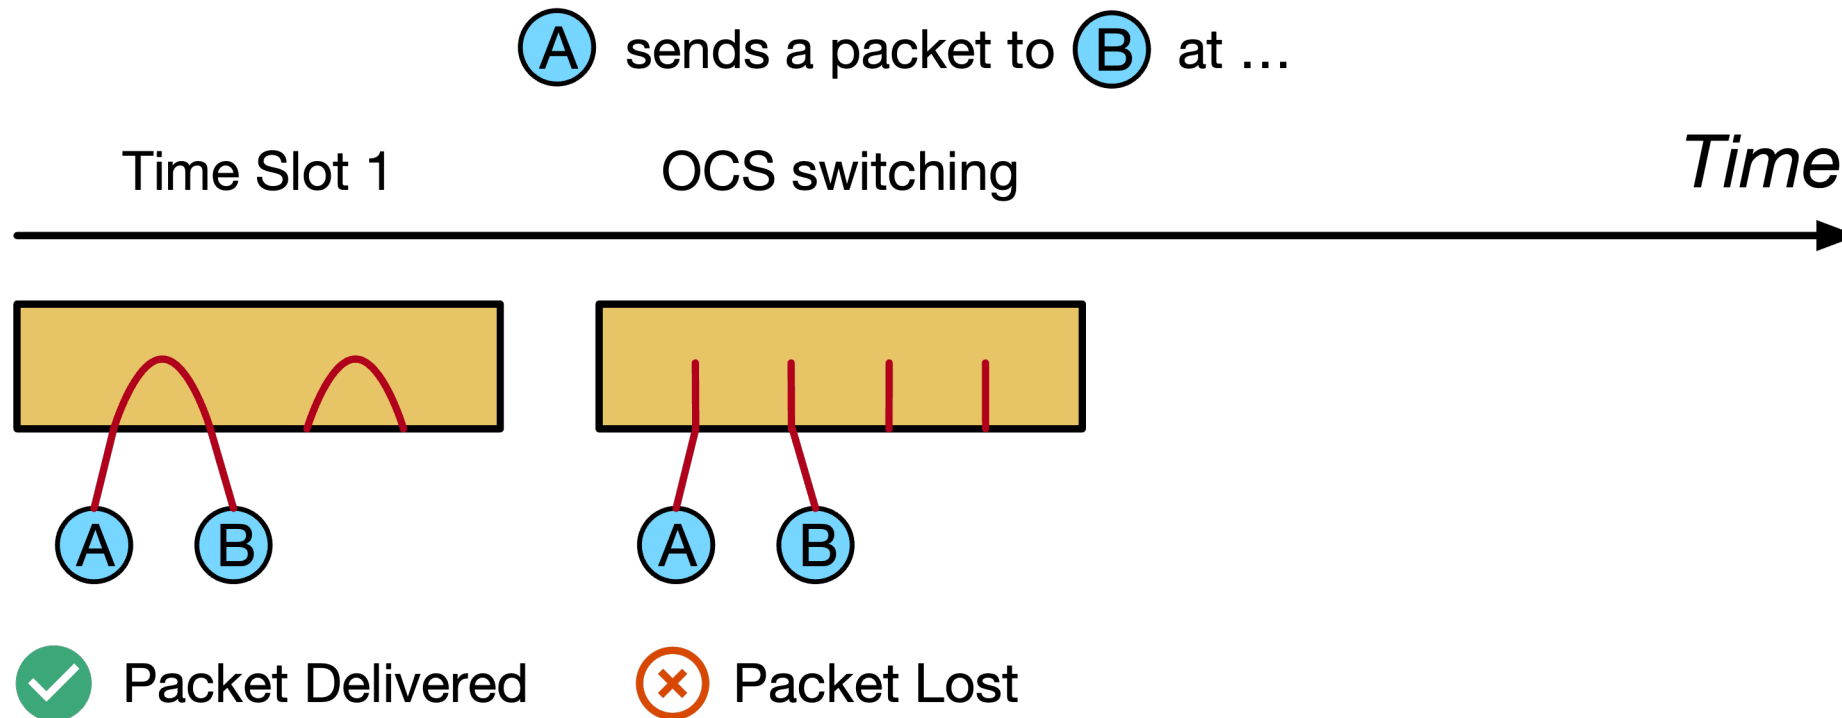 A sends a packet to B at ...
Time Slot 1 OCS switching Time
A B A B
Packet Delivered Packet Lost